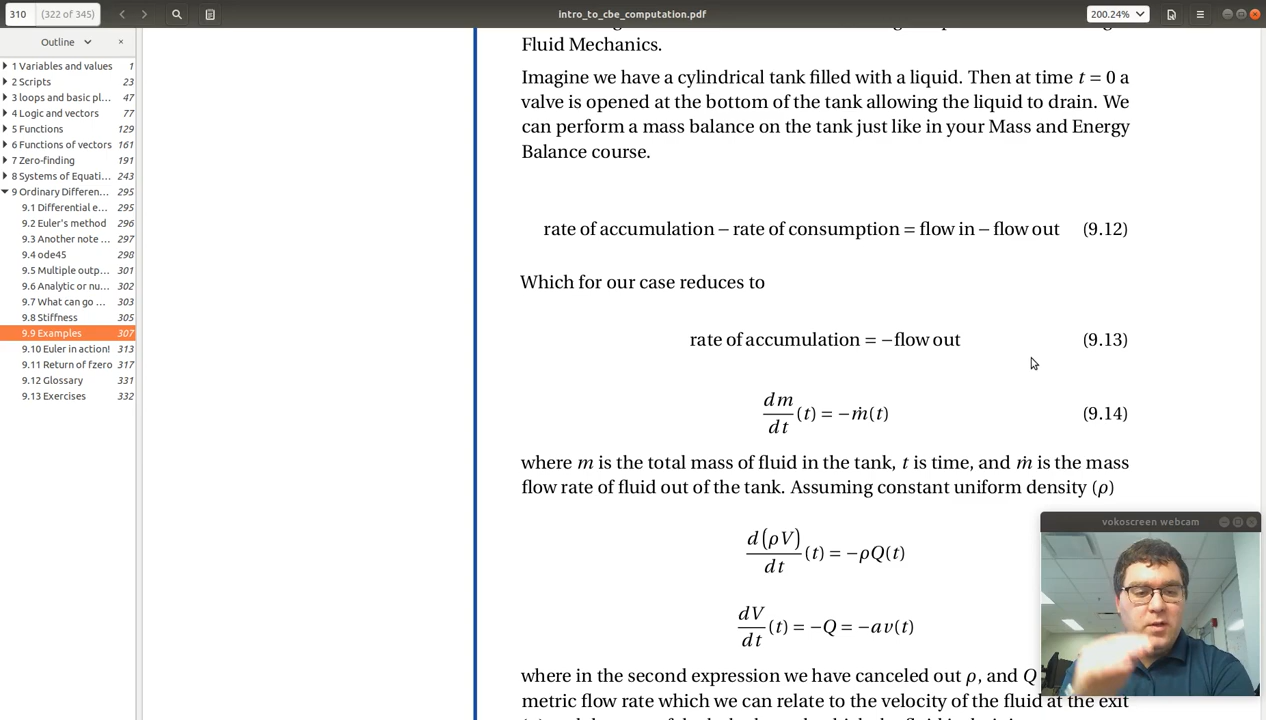 310 (322 of 345)
intro_to_cbe_computation.pdf
200.24%
Outline
1 Variables and values 1
2 Scripts 23
3 loops and basic pl... 47
4 Logic and vectors 77
5 Functions 129
6 Functions of vectors 161
7 Zero-finding 191
8 Systems of Equati... 243
9 Ordinary Differen... 295
9.1 Differential e... 295
9.2 Euler's method 296
9.3 Another note ... 297
9.4 ode45 298
9.5 Multiple outp... 301
9.6 Analytic or nu... 302
9.7 What can go ... 303
9.8 Stiffness 305
9.9 Examples 307
9.10 Euler in action! 313
9.11 Return of fzero 317
9.12 Glossary 331
9.13 Exercises 332
Fluid Mechanics.
Imagine we have a cylindrical tank filled with a liquid. Then at time t = 0 a
valve is opened at the bottom of the tank allowing the liquid to drain. We
can perform a mass balance on the tank just like in your Mass and Energy
Balance course.
rate of accumulation − rate of consumption = flow in − flow out (9.12)
Which for our case reduces to
rate of accumulation = −flow out (9.13)
dm/dt (t) = −ṁ(t) (9.14)
where m is the total mass of fluid in the tank, t is time, and ṁ is the mass
flow rate of fluid out of the tank. Assuming constant uniform density (ρ)
d(ρV)/dt (t) = −ρQ(t)
dV/dt (t) = −Q = −av(t)
where in the second expression we have canceled out ρ, and Q
metric flow rate which we can relate to the velocity of the fluid at the exit
vokoscreen webcam